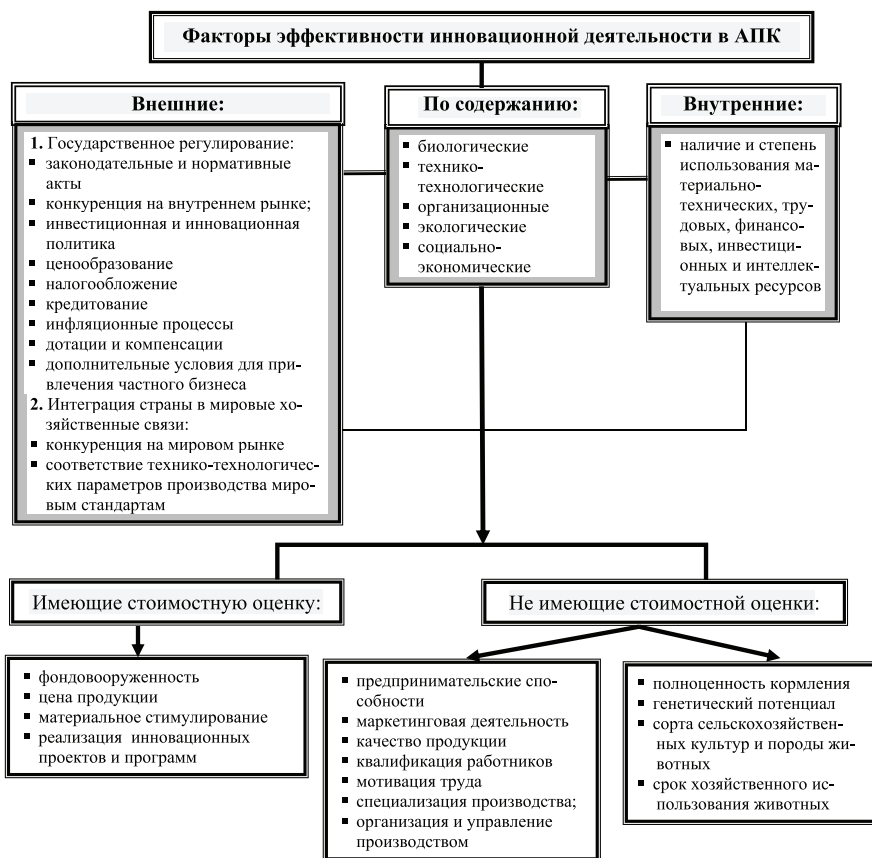 Факторы эффективности инновационной деятельности в АПК
Внешние:
1. Государственное регулирование:
▪ законодательные и нормативные
акты
▪ конкуренция на внутреннем рынке;
▪ инвестиционная и инновационная
политика
▪ ценообразование
▪ налогообложение
▪ кредитование
▪ инфляционные процессы
▪ дотации и компенсации
▪ дополнительные условия для при-
влечения частного бизнеса
2. Интеграция страны в мировые хо-
зяйственные связи:
▪ конкуренция на мировом рынке
▪ соответствие технико-технологичес-
ких параметров производства миро-
вым стандартам
По содержанию:
▪ биологические
▪ технико-
технологические
▪ организационные
▪ экологические
▪ социально-
экономические
Внутренние:
▪ наличие и степень
использования ма-
териально-
технических, тру-
довых, финансо-
вых, инвестици-
онных и интеллек-
туальных ресурсов
Имеющие стоимостную оценку:
▪ фондовооруженность
▪ цена продукции
▪ материальное стимулирование
▪ реализация инновационных
проектов и программ
Не имеющие стоимостной оценки:
▪ предпринимательские спо-
собности
▪ маркетинговая деятельность
▪ качество продукции
▪ квалификация работников
▪ мотивация труда
▪ специализация производства;
▪ организация и управление
производством
▪ полноценность кормления
▪ генетический потенциал
▪ сорта сельскохозяйствен-
ных культур и породы жи-
вотных
▪ срок хозяйственного ис-
пользования животных